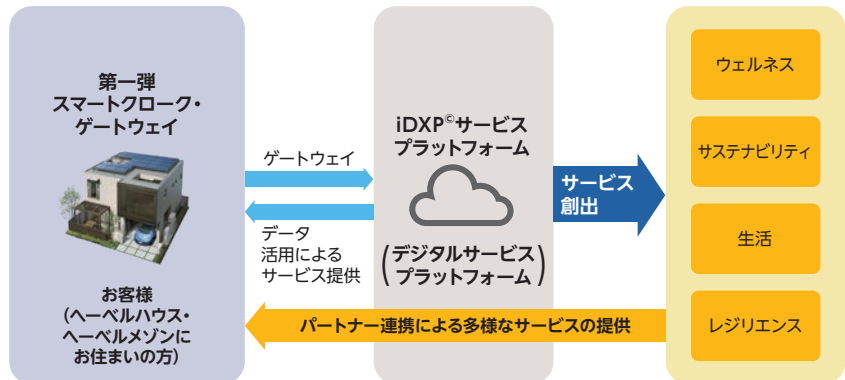 第一弾
スマートクローク・
ゲートウェイ
お客様
(ヘーベルハウス・
ヘーベルメゾンに
お住まいの方)
ゲートウェイ
データ
活用による
サービス提供
iDXP©サービス
プラットフォーム
(デジタルサービス
プラットフォーム)
サービス
創出
ウェルネス
サステナビリティ
生活
レジリエンス
パートナー連携による多様なサービスの提供